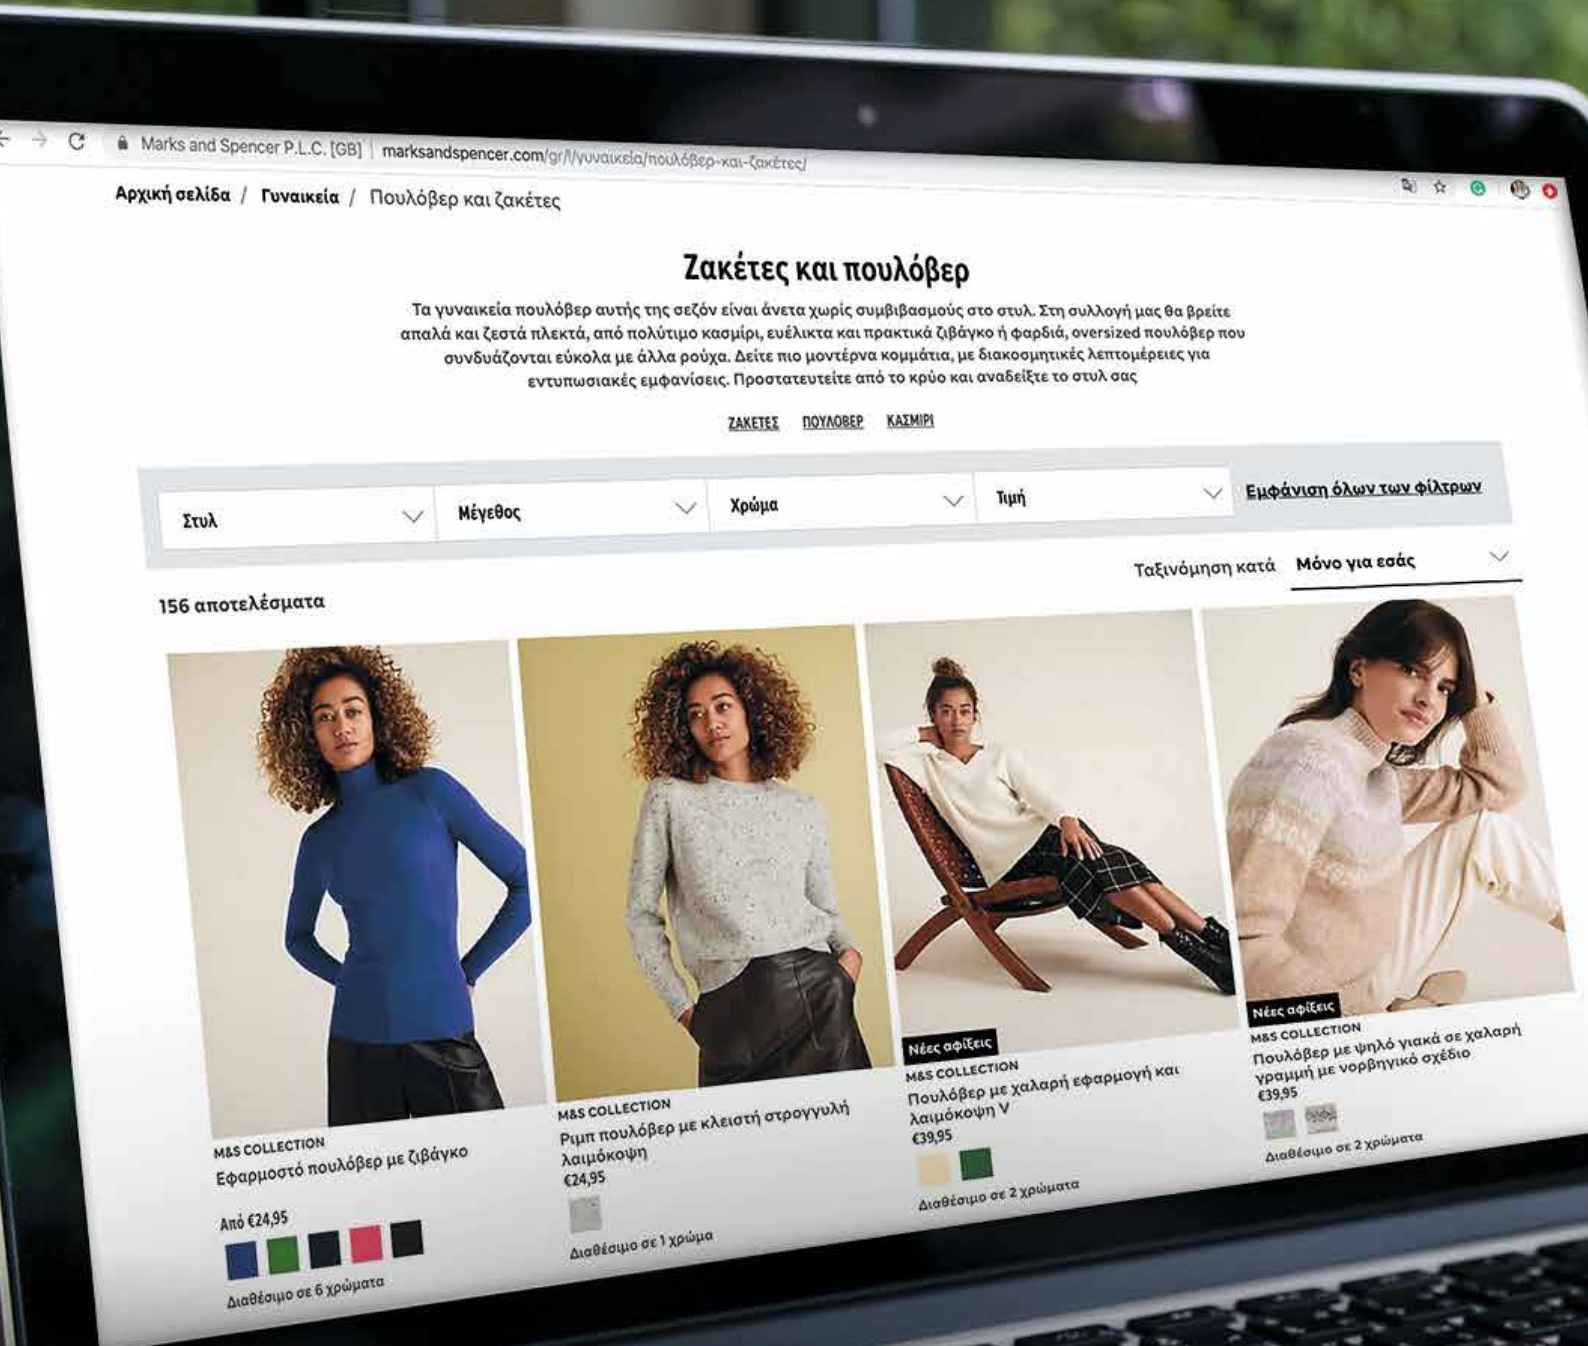 Marks and Spencer P.L.C. [GB] | marksandspencer.com/gr/l/γυναικεία/πουλόβερ-και-ζακέτες/
Αρχική σελίδα / Γυναικεία / Πουλόβερ και ζακέτες
Ζακέτες και πουλόβερ
Τα γυναικεία πουλόβερ αυτής της σεζόν είναι άνετα χωρίς συμβιβασμούς στο στυλ. Στη συλλογή μας θα βρείτε
απαλά και ζεστά πλεκτά, από πολύτιμο κασμίρι, ευέλικτα και πρακτικά ζιβάγκο ή φαρδιά, oversized πουλόβερ που
συνδυάζονται εύκολα με άλλα ρούχα. Δείτε πιο μοντέρνα κομμάτια, με διακοσμητικές λεπτομέρειες για
εντυπωσιακές εμφανίσεις. Προστατευτείτε από το κρύο και αναδείξτε το στυλ σας
ΖΑΚΕΤΕΣ ΠΟΥΛΟΒΕΡ ΚΑΣΜΙΡΙ
Στυλ Μέγεθος Χρώμα Τιμή Εμφάνιση όλων των φίλτρων
Ταξινόμηση κατά Μόνο για εσάς
156 αποτελέσματα
M&S COLLECTION
Εφαρμοστό πουλόβερ με ζιβάγκο
Από €24,95
Διαθέσιμο σε 6 χρώματα
M&S COLLECTION
Ριμπ πουλόβερ με κλειστή στρογγυλή
λαιμόκοψη
€24,95
Διαθέσιμο σε 1 χρώμα
Νέες αφίξεις
M&S COLLECTION
Πουλόβερ με χαλαρή εφαρμογή και
λαιμόκοψη V
€39,95
Διαθέσιμο σε 2 χρώματα
Νέες αφίξεις
M&S COLLECTION
Πουλόβερ με ψηλό γιακά σε χαλαρή
γραμμή με νορβηγικό σχέδιο
€39,95
Διαθέσιμο σε 2 χρώματα